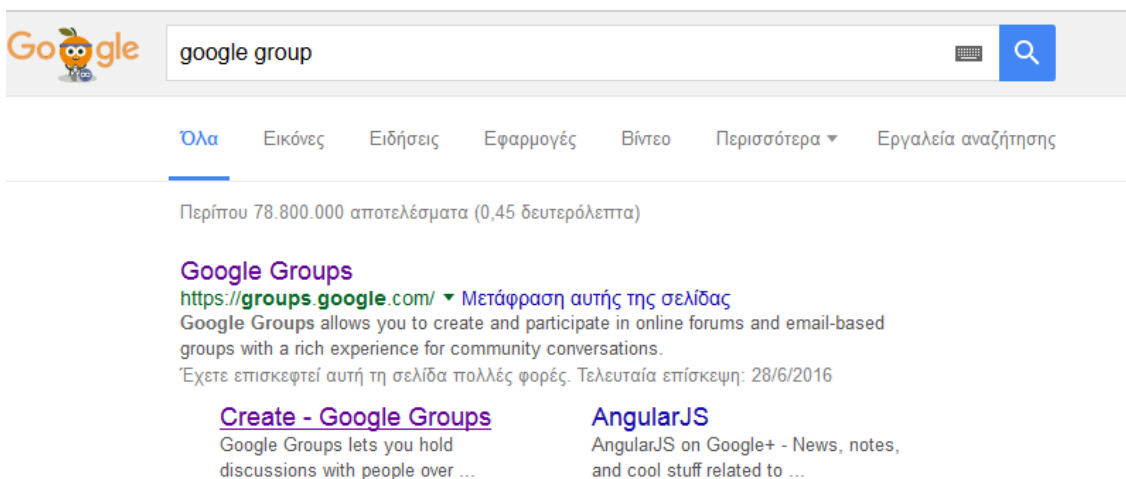 Google
google group
Όλα Εικόνες Ειδήσεις Εφαρμογές Βίντεο Περισσότερα Εργαλεία αναζήτησης
Περίπου 78.800.000 αποτελέσματα (0,45 δευτερόλεπτα)
Google Groups
https://groups.google.com/ Μετάφραση αυτής της σελίδας
Google Groups allows you to create and participate in online forums and email-based
groups with a rich experience for community conversations.
Έχετε επισκεφτεί αυτή τη σελίδα πολλές φορές. Τελευταία επίσκεψη: 28/6/2016
Create - Google Groups
Google Groups lets you hold
discussions with people over ...
AngularJS
AngularJS on Google+ - News, notes,
and cool stuff related to ...